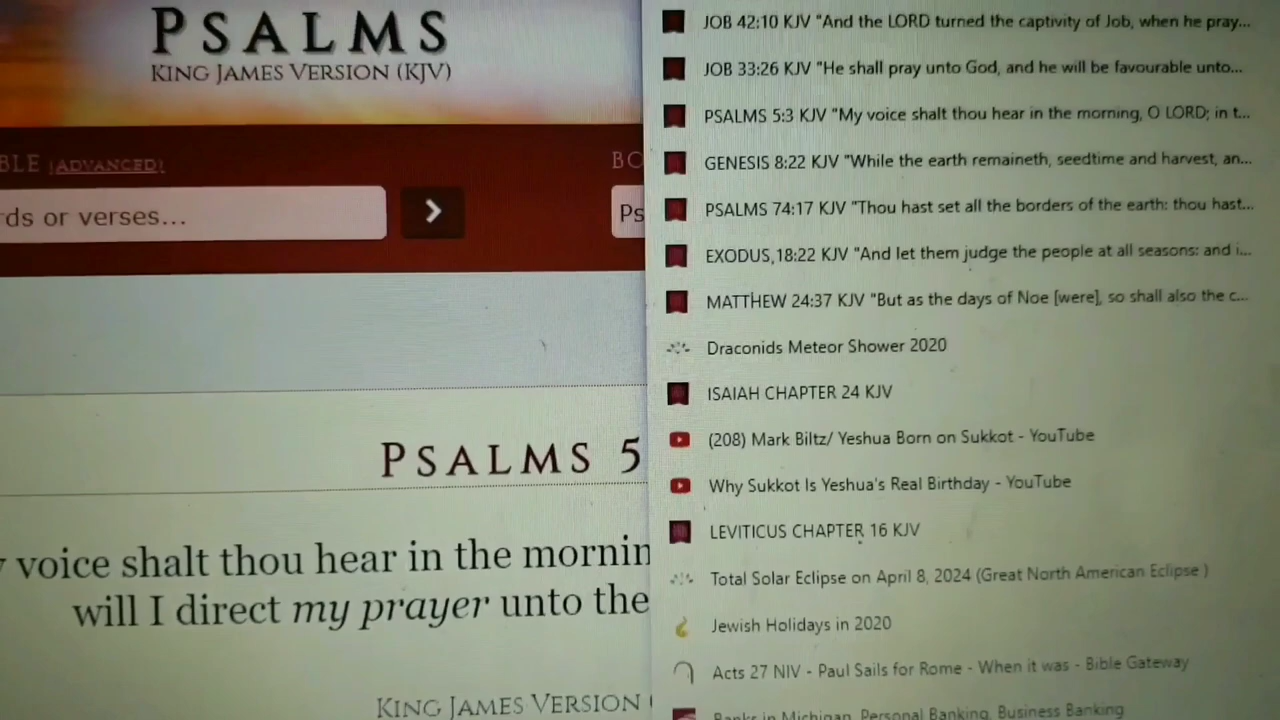 PSALMS
KING JAMES VERSION (KJV)
BLE (ADVANCED)
BO
rds or verses...
Ps
PSALMS 5
voice shalt thou hear in the mornin
will I direct my prayer unto the
KING JAMES VERSION
JOB 42:10 KJV "And the LORD turned the captivity of Job, when he pray...
JOB 33:26 KJV "He shall pray unto God, and he will be favourable unto...
PSALMS 5:3 KJV "My voice shalt thou hear in the morning, O LORD; in t...
GENESIS 8:22 KJV "While the earth remaineth, seedtime and harvest, an...
PSALMS 74:17 KJV "Thou hast set all the borders of the earth: thou hast...
EXODUS 18:22 KJV "And let them judge the people at all seasons: and i...
MATTHEW 24:37 KJV "But as the days of Noe [were], so shall also the c...
Draconids Meteor Shower 2020
ISAIAH CHAPTER 24 KJV
(208) Mark Biltz/ Yeshua Born on Sukkot - YouTube
Why Sukkot Is Yeshua's Real Birthday - YouTube
LEVITICUS CHAPTER 16 KJV
Total Solar Eclipse on April 8, 2024 (Great North American Eclipse )
Jewish Holidays in 2020
Acts 27 NIV - Paul Sails for Rome - When it was - Bible Gateway
Banks in Michigan, Personal Banking, Business Banking